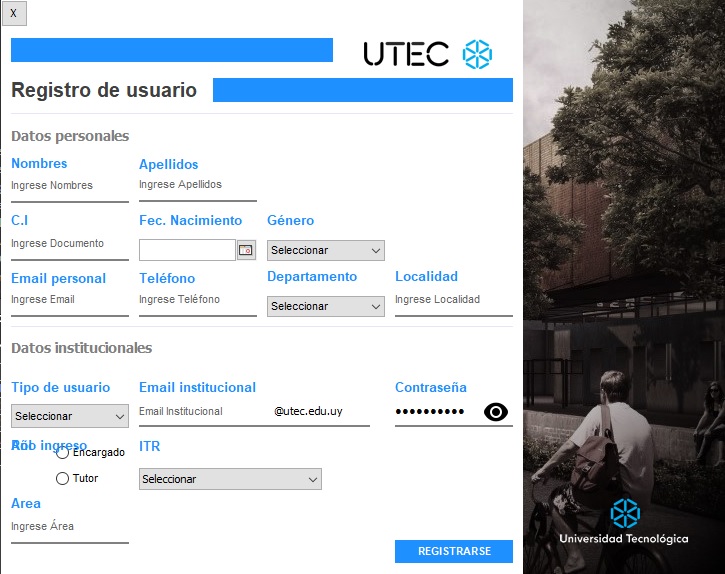 X
UTEC
Registro de usuario
Datos personales
Nombres
Apellidos
Ingrese Nombres
Ingrese Apellidos
C.I
Fec. Nacimiento
Género
Ingrese Documento
Seleccionar
Email personal
Teléfono
Departamento
Localidad
Ingrese Email
Ingrese Teléfono
Seleccionar
Ingrese Localidad
Datos institucionales
Tipo de usuario
Email institucional
Contraseña
Seleccionar
Email Institucional
@utec.edu.uy
ingreso
ITR
Encargado
Tutor
Seleccionar
Area
Ingrese Área
REGISTRARSE
Universidad Tecnológica